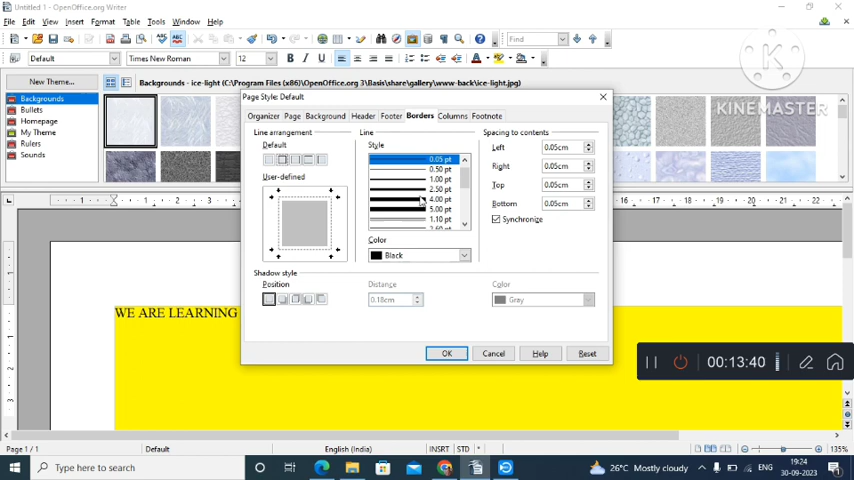 Untitled 1 - OpenOffice.org Writer
File Edit View Insert Format Table Tools Window Help
Find
Default Times New Roman 12 B I U
New Theme... Backgrounds - ice-light (C:\Program Files (x86)\OpenOffice.org 3\Basis\share\gallery\www-back\ice-light.jpg)
Backgrounds
Bullets
Homepage
My Theme
Rulers
Sounds
K
KINEMASTER
Page Style: Default
Organizer Page Background Header Footer Borders Columns Footnote
Line arrangement Line Spacing to contents
Default Style Left 0.05cm
0.05 pt
0.50 pt
Right 0.05cm
User-defined 1.00 pt
Top 0.05cm
2.50 pt
4.00 pt
Bottom 0.05cm
5.00 pt
1.10 pt
Synchronize
2.60 pt
Color
Black
Shadow style
Position Distance Color
0.18cm Gray
OK Cancel Help Reset
WE ARE LEARNING
00:13:40
Page 1 / 1 Default English (India) INSRT STD * 135%
Type here to search 26°C Mostly cloudy ENG 19:24
30-09-2023